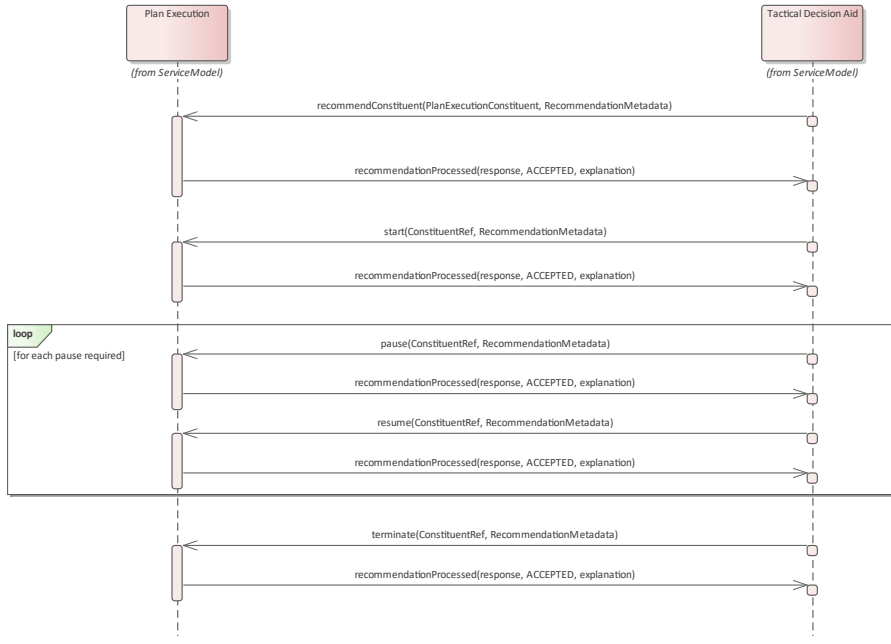 Plan Execution
Tactical Decision Aid
(from ServiceModel)
(from ServiceModel)
recommendConstituent(PlanExecutionConstituent, RecommendationMetadata)
recommendationProcessed(response, ACCEPTED, explanation)
start(ConstituentRef, RecommendationMetadata)
recommendationProcessed(response, ACCEPTED, explanation)
loop
pause(ConstituentRef, RecommendationMetadata)
[for each pause required]
recommendationProcessed(response, ACCEPTED, explanation)
resume(ConstituentRef, RecommendationMetadata)
recommendationProcessed(response, ACCEPTED, explanation)
terminate(ConstituentRef, RecommendationMetadata)
recommendationProcessed(response, ACCEPTED, explanation)